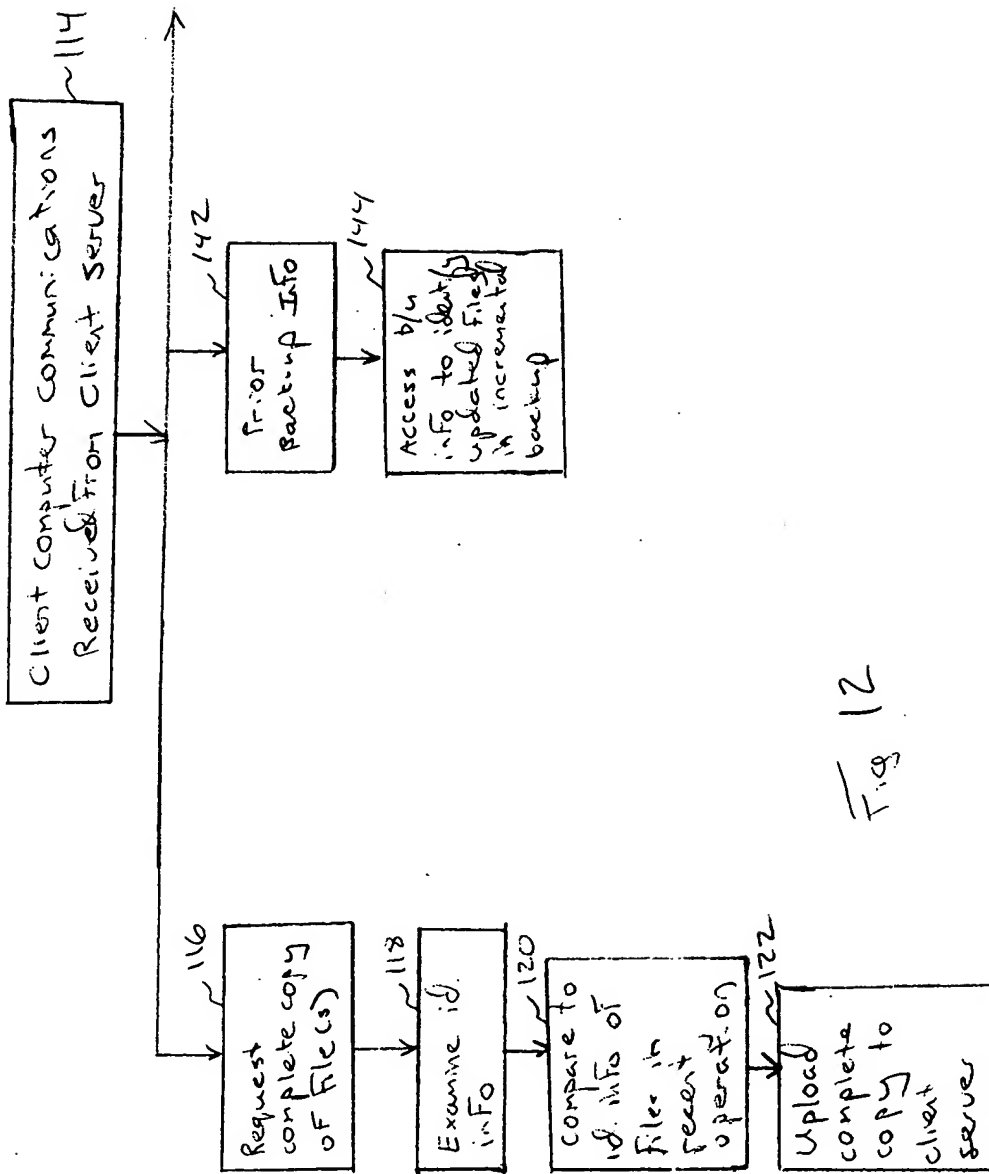 Client Computer Communications
Received From Client Server
114
Request
complete copy
of File(s)
116
Examine id.
info
118
compare to
id. info of
files in
recent
operation
120
Upload
complete
copy to
client
server
122
Prior
Backup Info
142
Access b/u
info to identify
updated files
in incremental
backup
144
Fig. 12